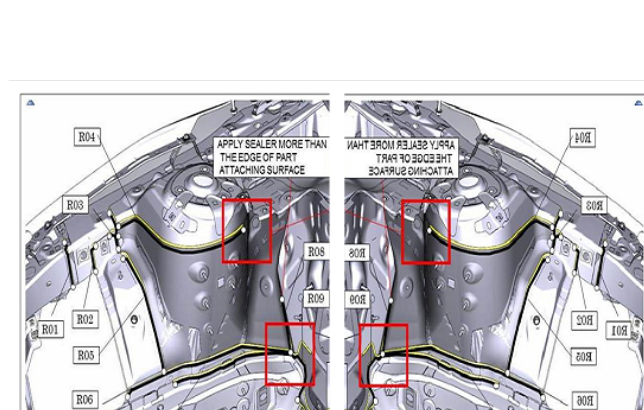 R04
APPLY SEALER MORE THAN
THE EDGE OF PART
ATTACHING SURFACE
R03
R08
R09
R01
R02
R05
R06
APPLY SEALER MORE THAN
THE EDGE OF PART
ATTACHING SURFACE
R04
R03
R08
R09
R02
R01
R05
R06